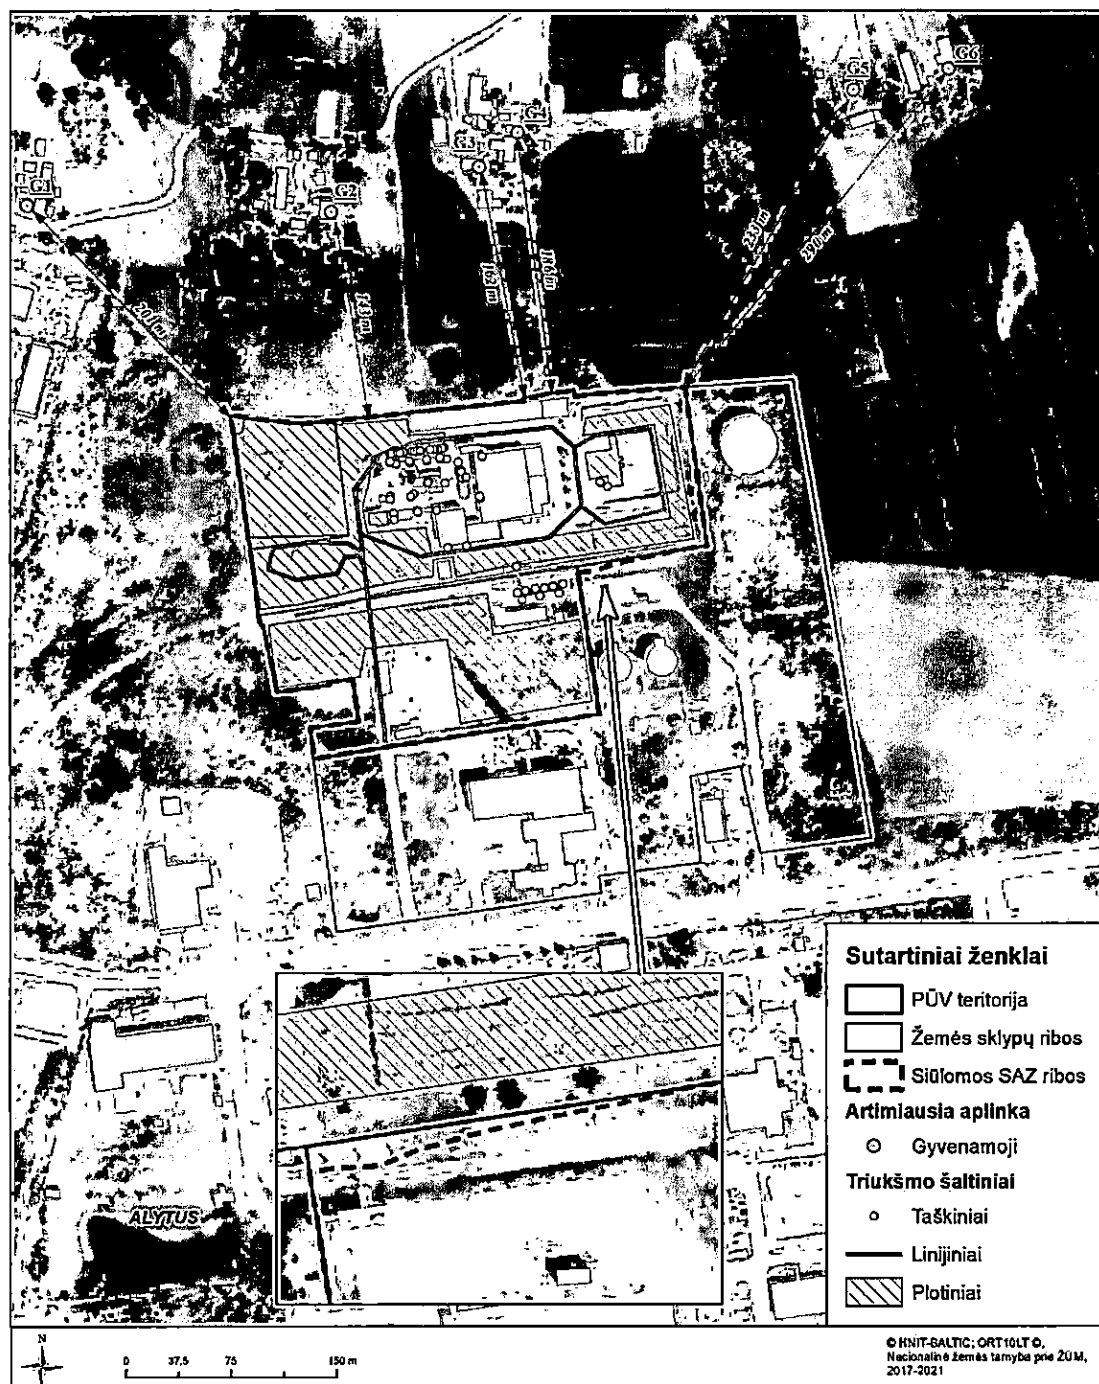 G6
G5
G4
G3
G1
G2
233 m
290 m
201 m
ALYTUS
Sutartiniai ženklai
PŪV teritorija
Žemės sklypų ribos
Siūlomos SAZ ribos
Artimiausia aplinka
Gyvenamoji
Triukšmo šaltiniai
Taškiniai
Linijiniai
Plotiniai
N
0 37,5 75 150 m
© HNIT-BALTIC; ORT10LT ©,
Nacionalinė žemės tarnyba prie ŽŪM,
2017-2021